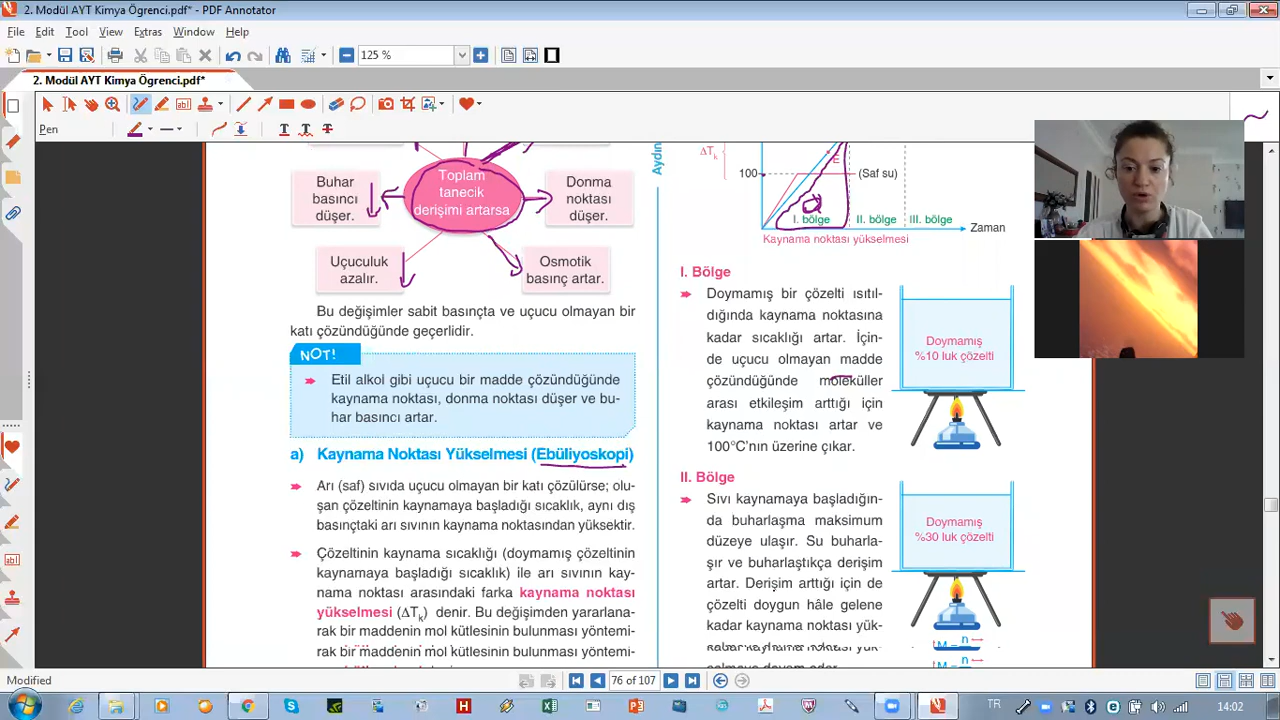 2. Modül AYT Kimya Ögrenci.pdf* - PDF Annotator
File Edit Tool View Extras Window Help
New 125 %
2. Modül AYT Kimya Ögrenci.pdf*
Pen
Buhar basıncı düşer.
Toplam tanecik derişimi artarsa
Donma noktası düşer.
Uçuculuk azalır.
Osmotik basınç artar.
Bu değişimler sabit basınçta ve uçucu olmayan bir
katı çözündüğünde geçerlidir.
NOT!
Etil alkol gibi uçucu bir madde çözündüğünde
kaynama noktası, donma noktası düşer ve bu-
har basıncı artar.
a) Kaynama Noktası Yükselmesi (Ebüliyoskopi)
Arı (saf) sıvıda uçucu olmayan bir katı çözülürse; olu-
şan çözeltinin kaynamaya başladığı sıcaklık, aynı dış
basınçtaki arı sıvının kaynama noktasından yüksektir.
Çözeltinin kaynama sıcaklığı (doymamış çözeltinin
kaynamaya başladığı sıcaklık) ile arı sıvının kay-
nama noktası arasındaki farka kaynama noktası
yükselmesi (ΔTk) denir. Bu değişimden yararlana-
rak bir maddenin mol kütlesinin bulunması yöntemi-
rak bir maddenin mol kütlesinin bulunması yöntemi-
Aydın
ΔTk
100
(Saf su)
I. bölge II. bölge III. bölge
Zaman
Kaynama noktası yükselmesi
I. Bölge
Doymamış bir çözelti ısıtıl-
dığında kaynama noktasına
kadar sıcaklığı artar. İçin-
de uçucu olmayan madde
çözündüğünde moleküller
arası etkileşim arttığı için
kaynama noktası artar ve
100°C'nın üzerine çıkar.
Doymamış
%10 luk çözelti
II. Bölge
Sıvı kaynamaya başladığın-
da buharlaşma maksimum
düzeye ulaşır. Su buharla-
şır ve buharlaştıkça derişim
artar. Derişim arttığı için de
çözelti doygun hâle gelene
kadar kaynama noktası yük-
Doymamış
%30 luk çözelti
Modified
76 of 107
TR
14:02